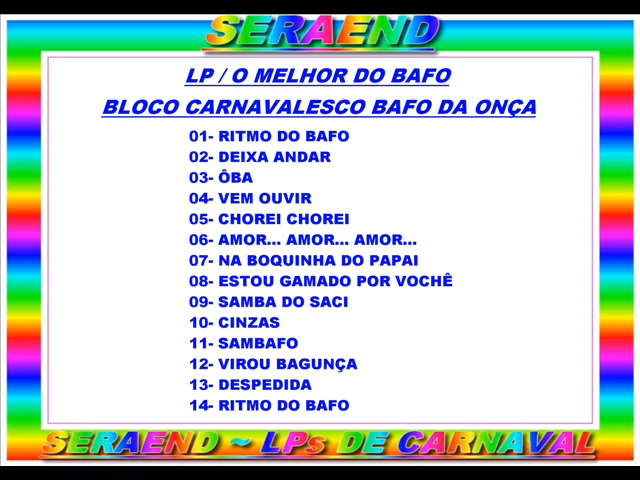 SERAEND
LP / O MELHOR DO BAFO
BLOCO CARNAVALESCO BAFO DA ONÇA
01- RITMO DO BAFO
02- DEIXA ANDAR
03- ÔBA
04- VEM OUVIR
05- CHOREI CHOREI
06- AMOR... AMOR... AMOR...
07- NA BOQUINHA DO PAPAI
08- ESTOU GAMADO POR VOCHÊ
09- SAMBA DO SACI
10- CINZAS
11- SAMBAFO
12- VIROU BAGUNÇA
13- DESPEDIDA
14- RITMO DO BAFO
SERAEND ~ LPs DE CARNAVAL